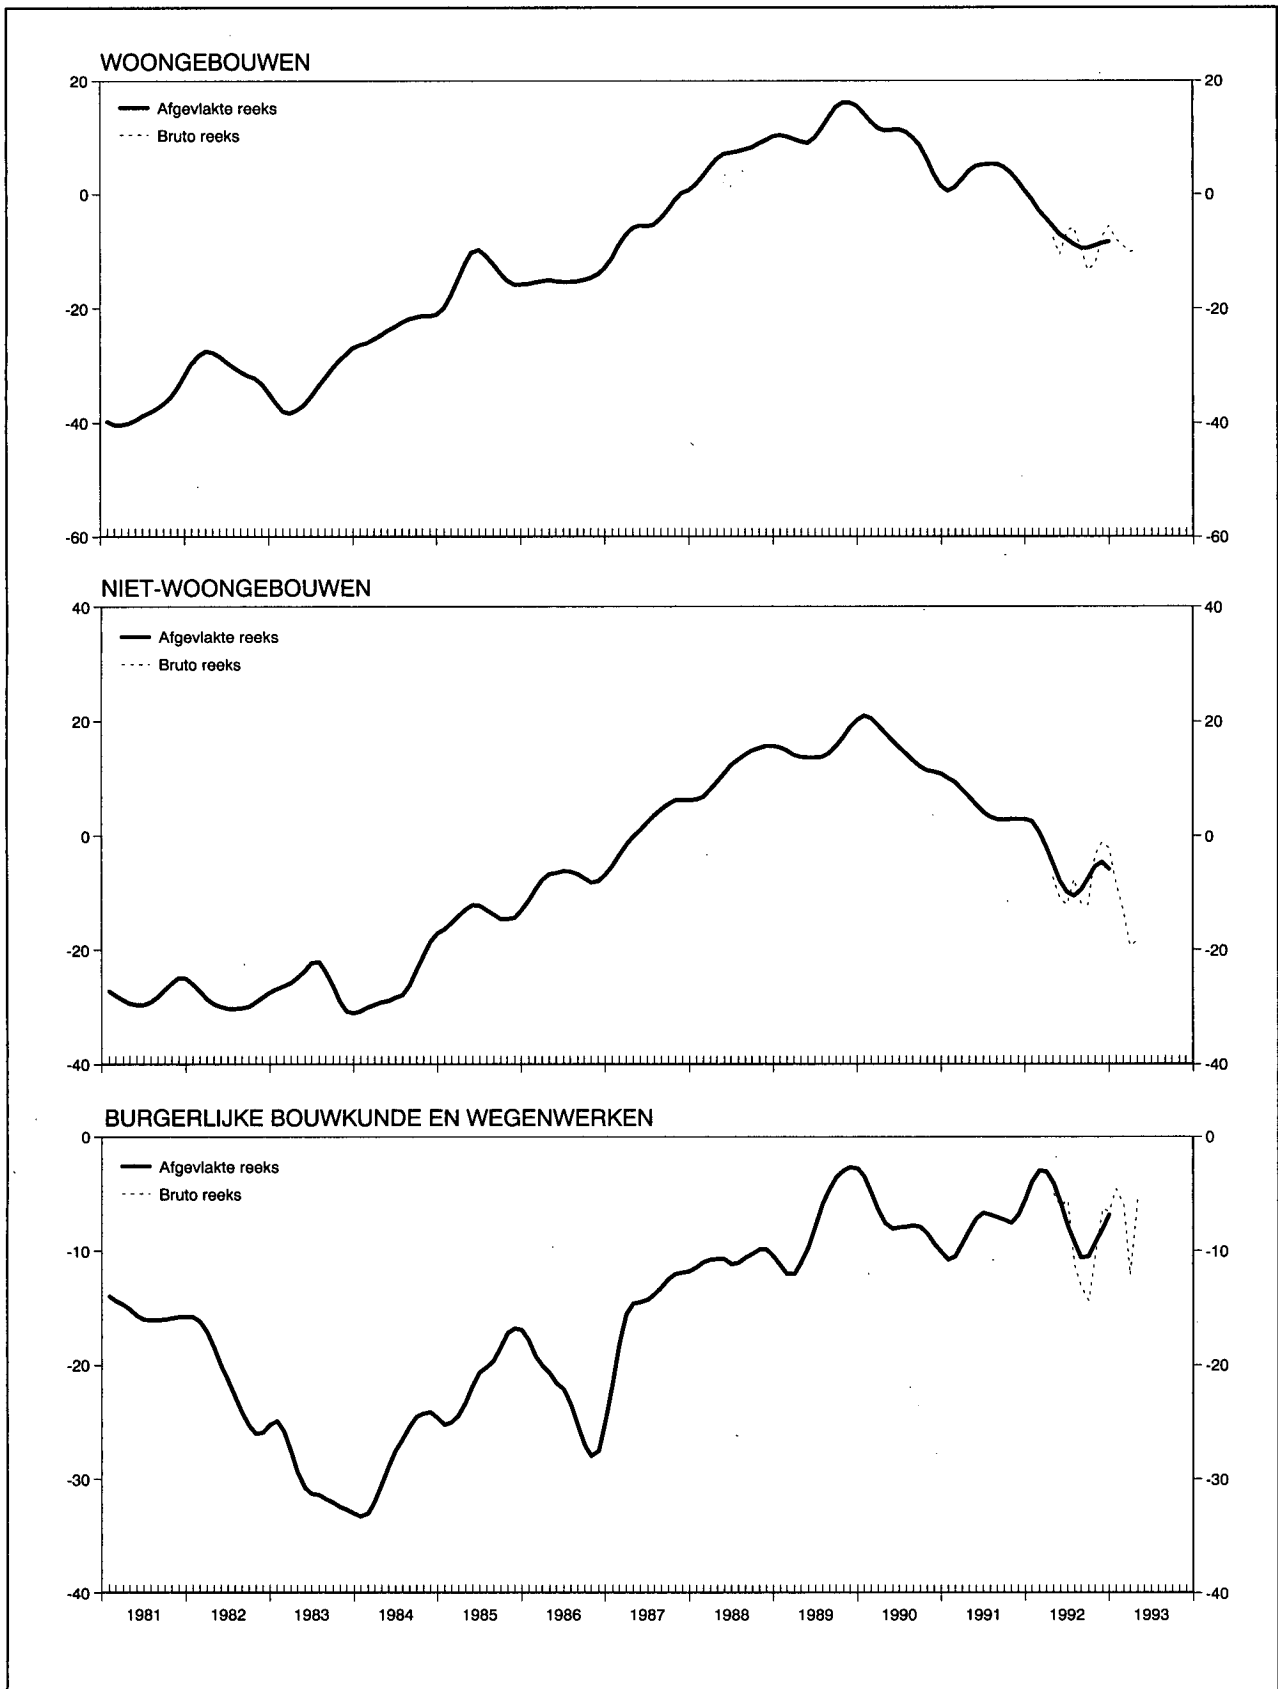 WOONGEBOUWEN
20 20
Afgevlakte reeks
Bruto reeks
0 0
-20 -20
-40 -40
-60 -60
NIET-WOONGEBOUWEN
40 40
Afgevlakte reeks
Bruto reeks
20 20
0 0
-20 -20
-40 -40
BURGERLIJKE BOUWKUNDE EN WEGENWERKEN
0 0
Afgevlakte reeks
Bruto reeks
-10 -10
-20 -20
-30 -30
-40 -40
1981 1982 1983 1984 1985 1986 1987 1988 1989 1990 1991 1992 1993